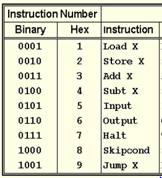 Instruction Number
Binary Hex Instruction
0001 1 Load X
0010 2 Store X
0011 3 Add X
0100 4 Subt X
0101 5 Input
0110 6 Output
0111 7 Halt
1000 8 Skipcond
1001 9 Jump X